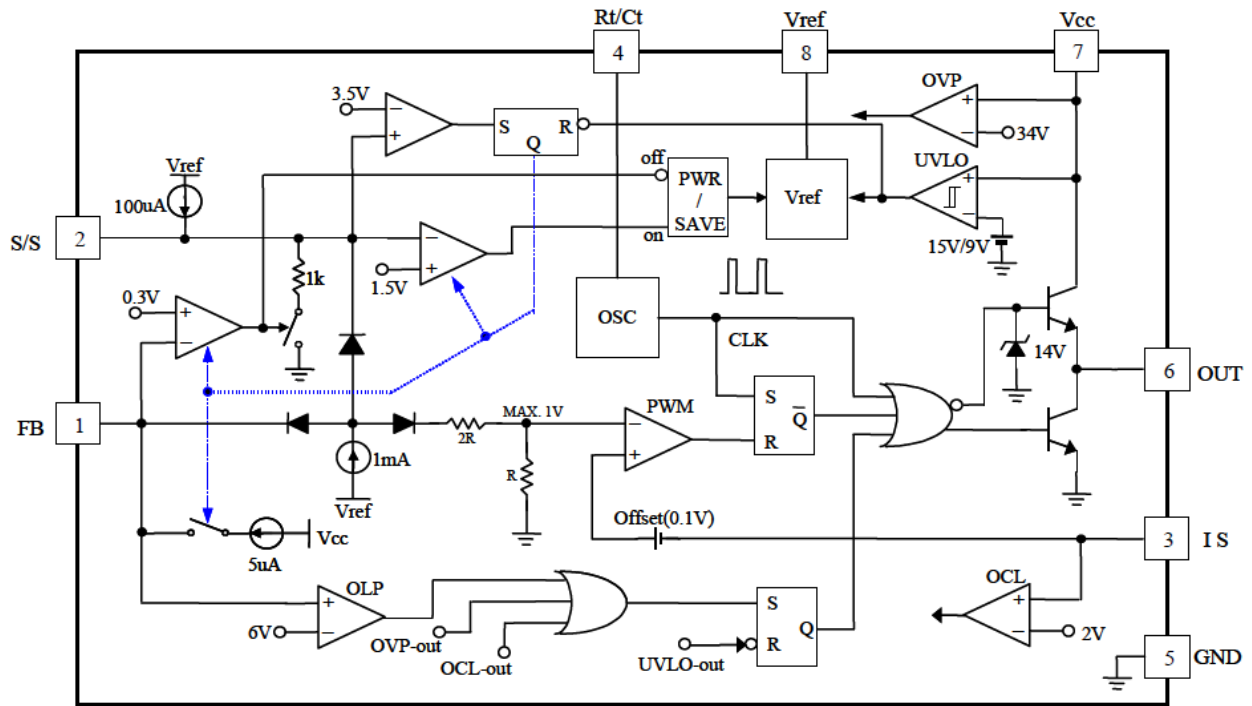 Rt/Ct
Vref
Vcc
4
8
7
OVP
3.5V
+
−
34V
−
+
S
R
Q
UVLO
off
Vref
PWR
/
SAVE
Vref
+
−
100uA
S/S
2
on
15V/9V
−
+
1.5V
1k
0.3V
+
−
OSC
CLK
14V
6
OUT
FB
1
MAX. 1V
PWM
S
Q
R
2R
−
+
1mA
R
Vref
Vcc
5uA
Offset(0.1V)
3
I S
OCL
OLP
+
−
6V
OVP-out
OCL-out
S
R
Q
UVLO-out
+
−
2V
5
GND